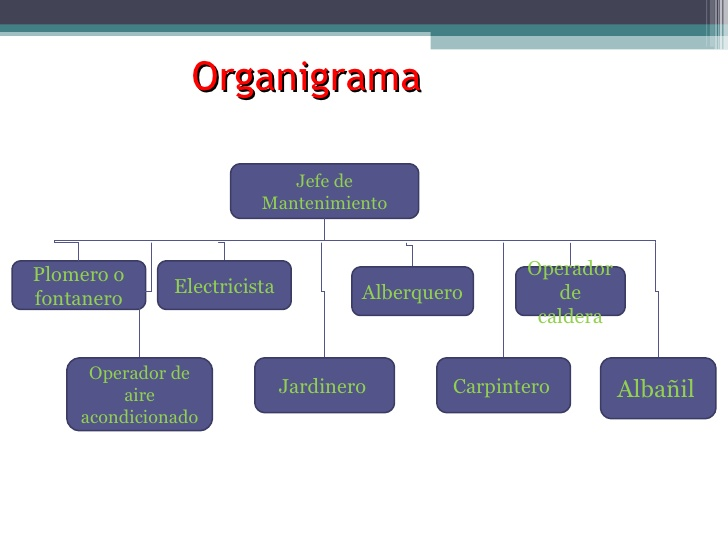 Organigrama
Jefe de
Mantenimiento
Plomero o
fontanero
Electricista
Alberquero
Operador
de
caldera
Operador de
aire
acondicionado
Jardinero
Carpintero
Albañil